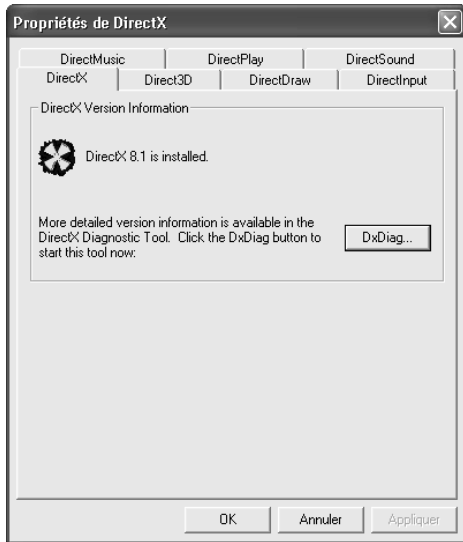 Propriétés de DirectX
DirectMusic
DirectPlay
DirectSound
DirectX
Direct3D
DirectDraw
DirectInput
DirectX Version Information
DirectX 8.1 is installed.
More detailed version information is available in the
DirectX Diagnostic Tool. Click the DxDiag button to
start this tool now:
DxDiag...
OK
Annuler
Appliquer